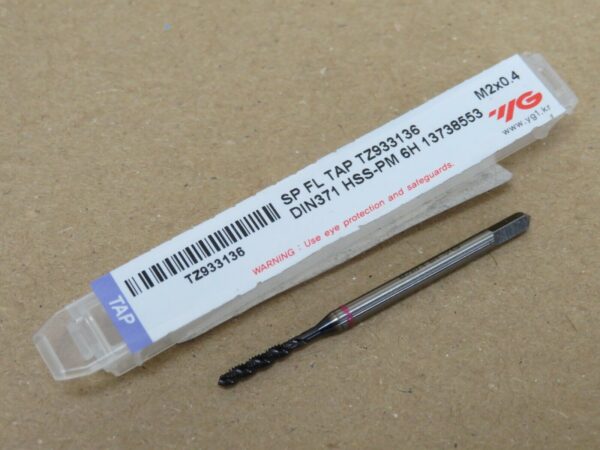 SP FL TAP TZ933136 M2x0.4
DIN371 HSS-PM 6H 13738553
YG
www.yg1.kr
WARNING : Use eye protection and safeguards.
TZ933136
TAP